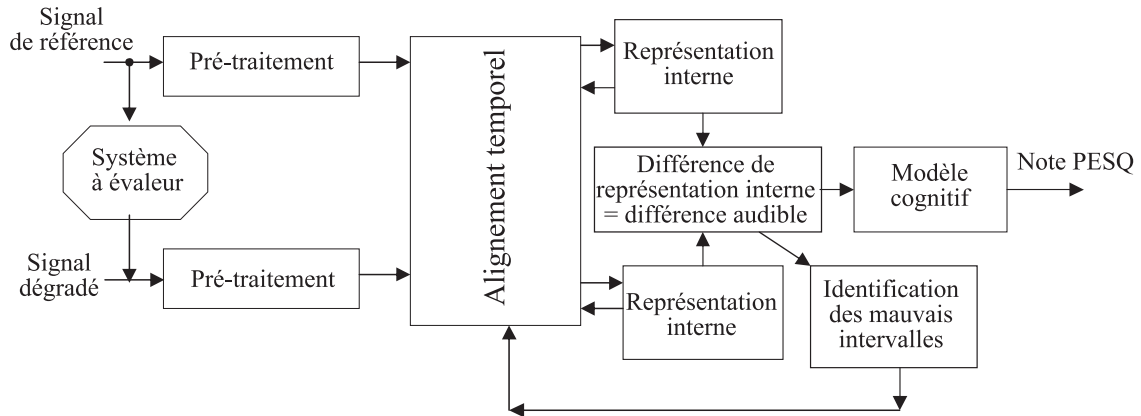 Signal
de référence
Pré-traitement
Système
à évaleur
Signal
dégradé
Pré-traitement
Alignement temporel
Représentation
interne
Différence de
représentation interne
= différence audible
Modèle
cognitif
Note PESQ
Représentation
interne
Identification
des mauvais
intervalles